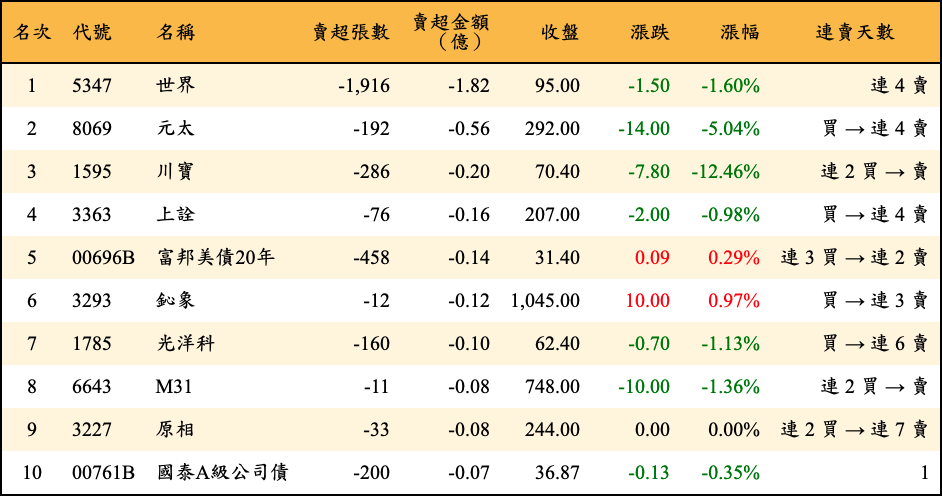 名次 代號 名稱 賣超張數 賣超金額(億) 收盤 漲跌 漲幅 連賣天數
1 5347 世界 -1,916 -1.82 95.00 -1.50 -1.60% 連 4 賣
2 8069 元太 -192 -0.56 292.00 -14.00 -5.04% 買 → 連 4 賣
3 1595 川寶 -286 -0.20 70.40 -7.80 -12.46% 連 2 買 → 賣
4 3363 上詮 -76 -0.16 207.00 -2.00 -0.98% 買 → 連 4 賣
5 00696B 富邦美債20年 -458 -0.14 31.40 0.09 0.29% 連 3 買 → 連 2 賣
6 3293 鈊象 -12 -0.12 1,045.00 10.00 0.97% 買 → 連 3 賣
7 1785 光洋科 -160 -0.10 62.40 -0.70 -1.13% 買 → 連 6 賣
8 6643 M31 -11 -0.08 748.00 -10.00 -1.36% 連 2 買 → 賣
9 3227 原相 -33 -0.08 244.00 0.00 0.00% 連 2 買 → 連 7 賣
10 00761B 國泰A級公司債 -200 -0.07 36.87 -0.13 -0.35% 1